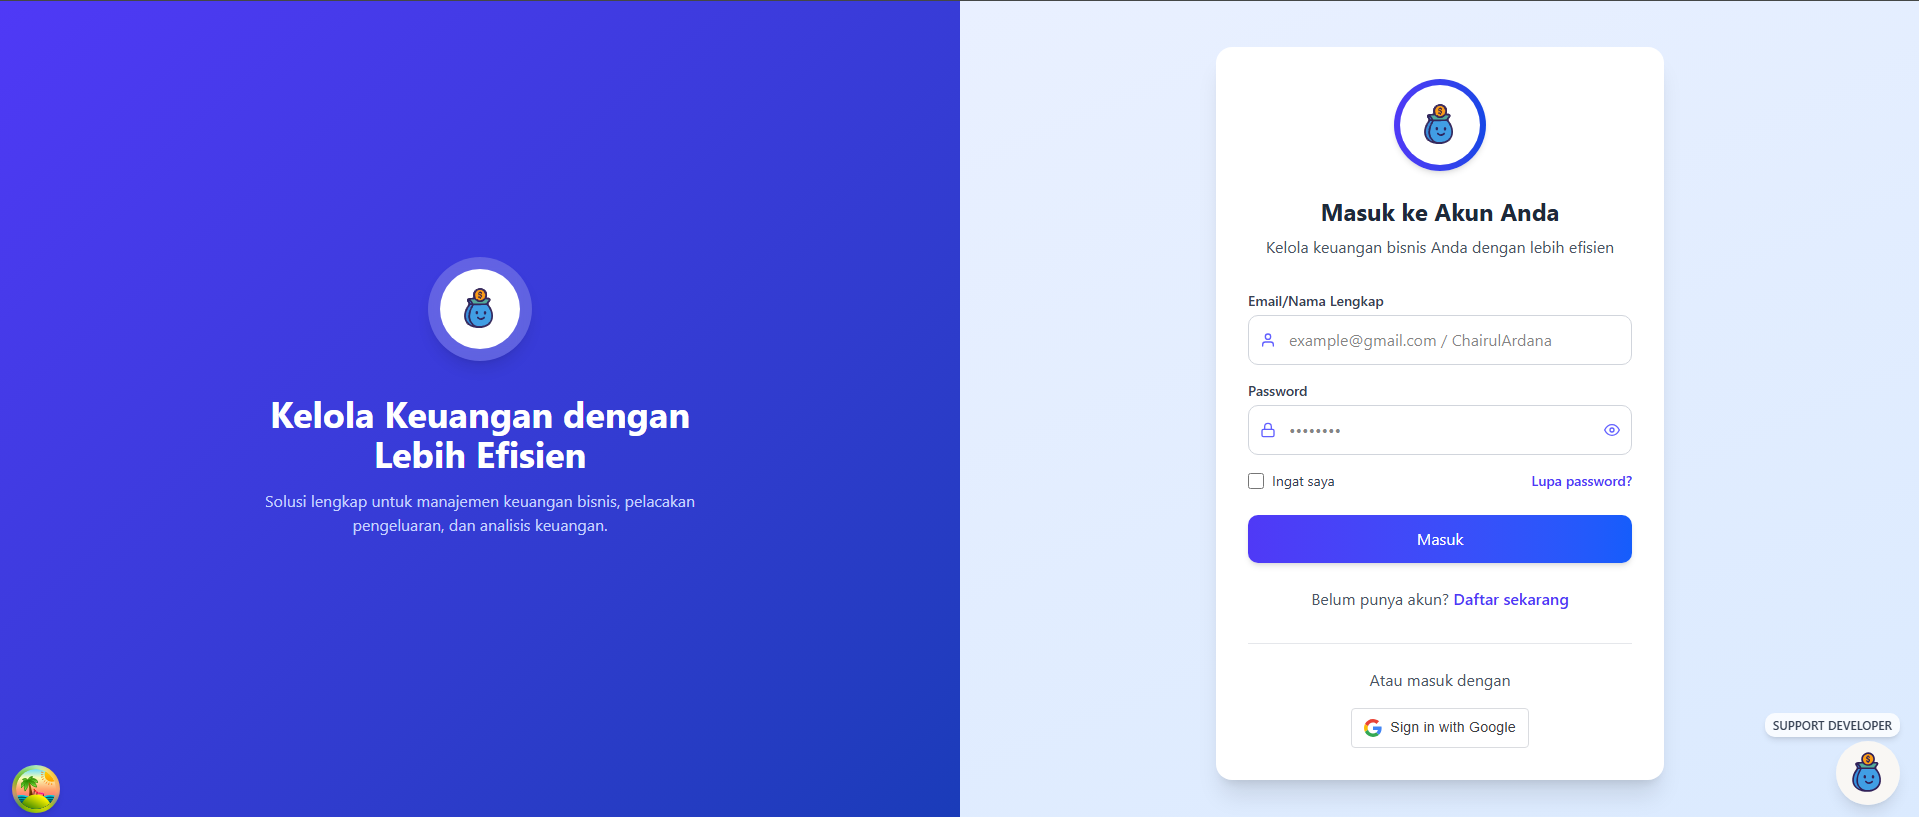 Kelola Keuangan dengan
Lebih Efisien
Solusi lengkap untuk manajemen keuangan bisnis, pelacakan
pengeluaran, dan analisis keuangan.
Masuk ke Akun Anda
Kelola keuangan bisnis Anda dengan lebih efisien
Email/Nama Lengkap
example@gmail.com / ChairulArdana
Password
••••••••
Ingat saya
Lupa password?
Masuk
Belum punya akun? Daftar sekarang
Atau masuk dengan
Sign in with Google
SUPPORT DEVELOPER